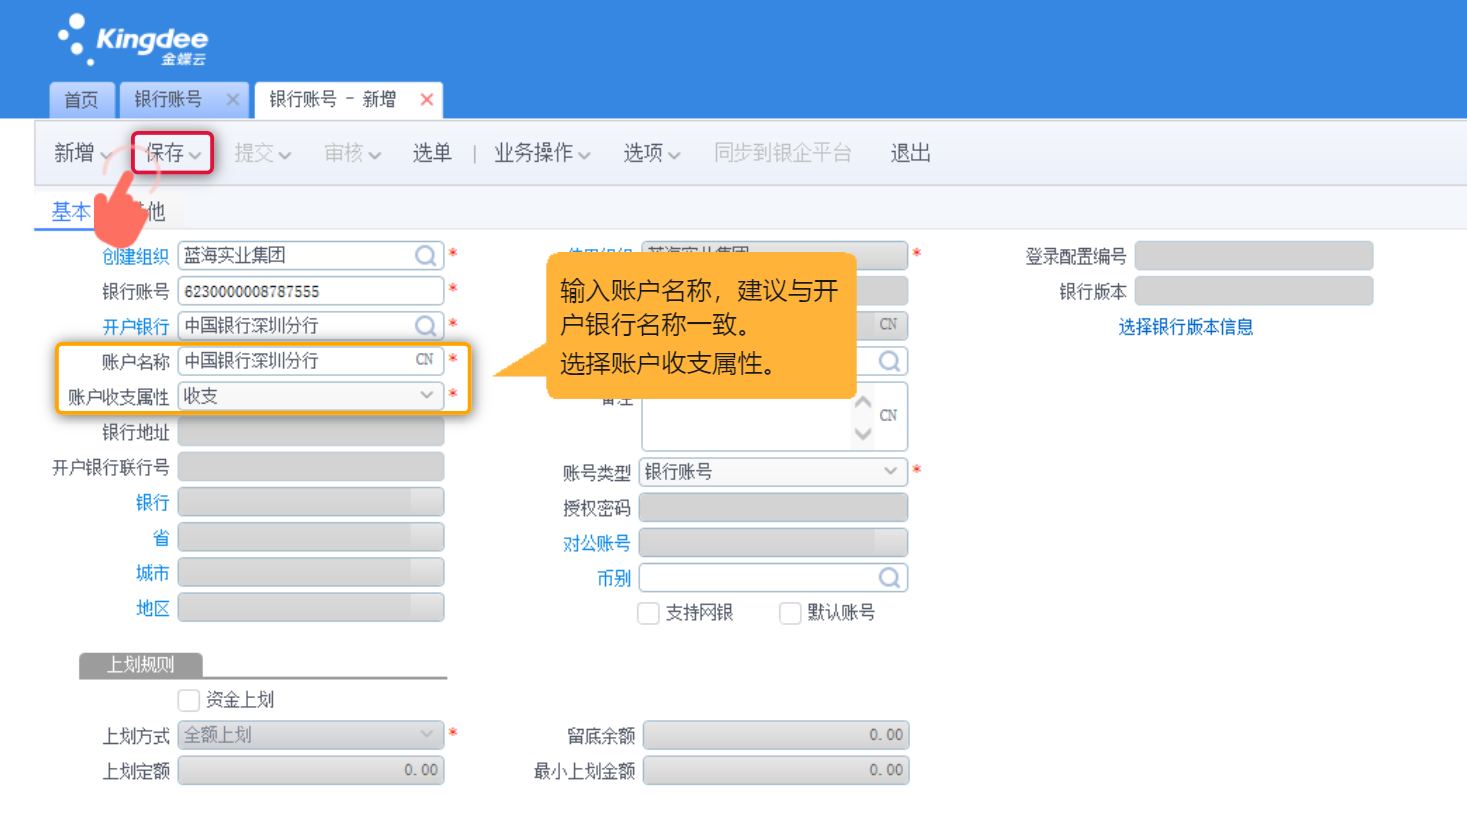 Kingdee
金蝶云
首页 银行账号 银行账号 - 新增
新增 保存 提交 审核 选单 | 业务操作 选项 同步到银企平台 退出
基本 他
创建组织 蓝海实业集团 * 使用组织 蓝海实业集团 * 登录配置编号
银行账号 6230000008787555 * 银行版本
开户银行 中国银行深圳分行 * CN 选择银行版本信息
账户名称 中国银行深圳分行 CN *
账户收支属性 收支 *
输入账户名称，建议与开
户银行名称一致。
选择账户收支属性。
CN
银行地址
开户银行联行号 账号类型 银行账号 *
银行 授权密码
省 对公账号
城市 币别
地区 支持网银 默认账号
上划规则
资金上划
上划方式 全额上划 * 留底余额 0.00
上划定额 0.00 最小上划金额 0.00